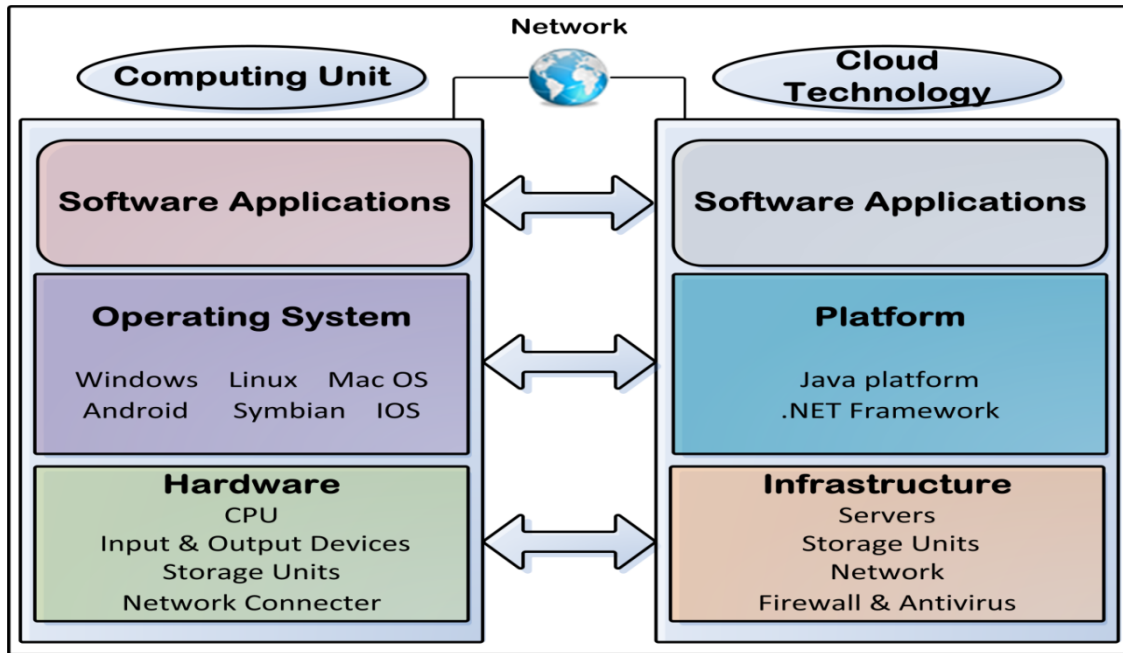 Network
Computing Unit
Cloud
Technology
Software Applications
Operating System
Windows Linux Mac OS
Android Symbian IOS
Hardware
CPU
Input & Output Devices
Storage Units
Network Connecter
Software Applications
Platform
Java platform
.NET Framework
Infrastructure
Servers
Storage Units
Network
Firewall & Antivirus